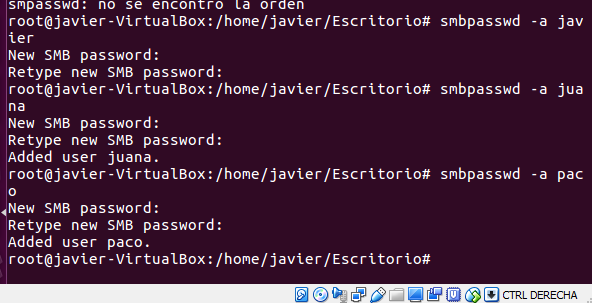 smpasswd: no se encontró la orden
root@javier-VirtualBox:/home/javier/Escritorio# smbpasswd -a jav
ier
New SMB password:
Retype new SMB password:
root@javier-VirtualBox:/home/javier/Escritorio# smbpasswd -a jua
na
New SMB password:
Retype new SMB password:
Added user juana.
root@javier-VirtualBox:/home/javier/Escritorio# smbpasswd -a pac
o
New SMB password:
Retype new SMB password:
Added user paco.
root@javier-VirtualBox:/home/javier/Escritorio#
CTRL DERECHA